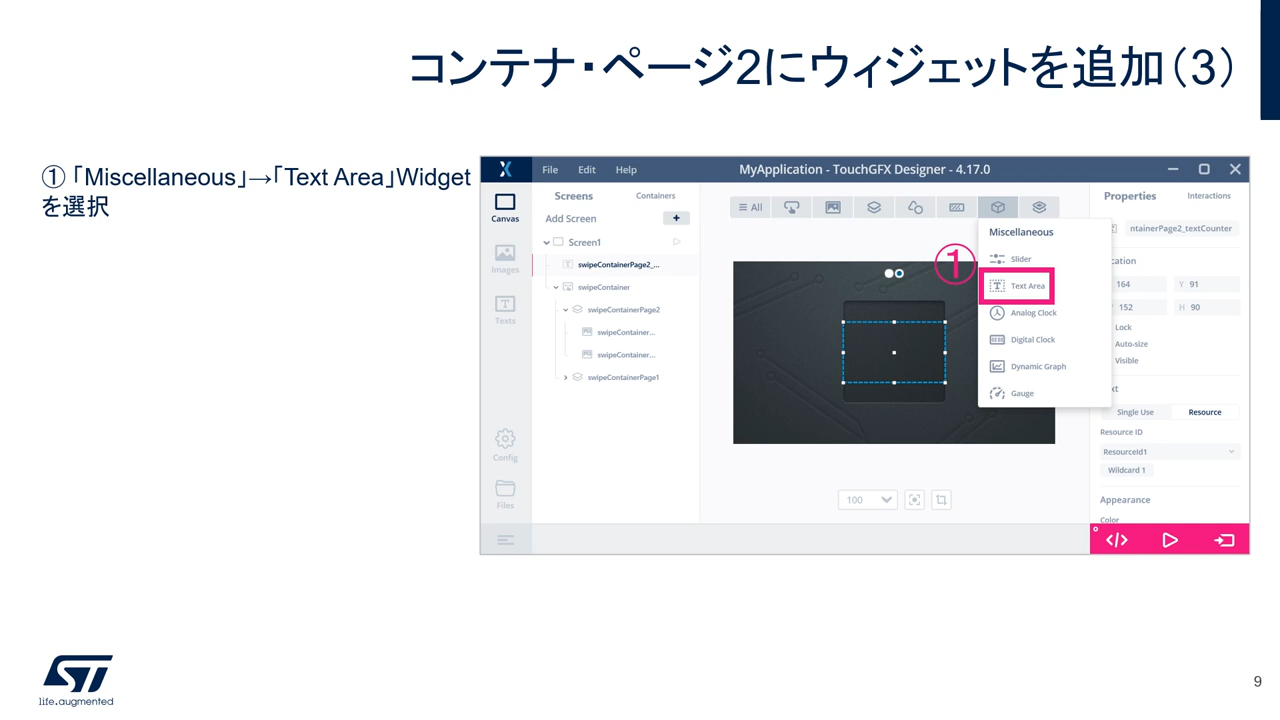 コンテナ・ページ2にウィジェットを追加(3)
①「Miscellaneous」→「Text Area」Widget
を選択
File Edit Help
MyApplication - TouchGFX Designer - 4.17.0
Canvas
Images
Texts
Config
Files
Screens Containers
Add Screen +
Screen1
swipeContainerPage2_...
swipeContainer
swipeContainerPage2
swipeContainer...
swipeContainer...
swipeContainerPage1
All
①
Miscellaneous
Slider
Text Area
Analog Clock
Digital Clock
Dynamic Graph
Gauge
100
Properties Interactions
ntainerPage2_textCounter
cation
164 Y 91
152 H 90
Lock
Auto-size
Visible
xt
Single Use Resource
Resource ID
ResourceId1
Wildcard 1
Appearance
Color
ST
life.augmented
9